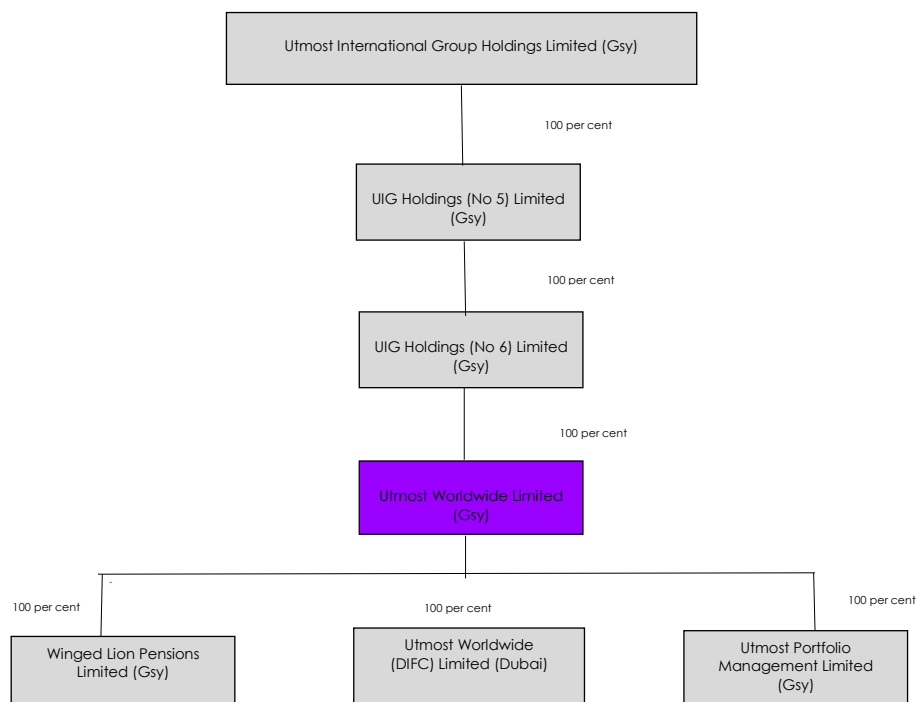 Utmost International Group Holdings Limited (Gsy)
100 per cent
UIG Holdings (No 5) Limited
(Gsy)
100 per cent
UIG Holdings (No 6) Limited
(Gsy)
100 per cent
Utmost Worldwide Limited
(Gsy)
100 per cent
100 per cent
100 per cent
Winged Lion Pensions
Limited (Gsy)
Utmost Worldwide
(DIFC) Limited (Dubai)
Utmost Portfolio
Management Limited
(Gsy)